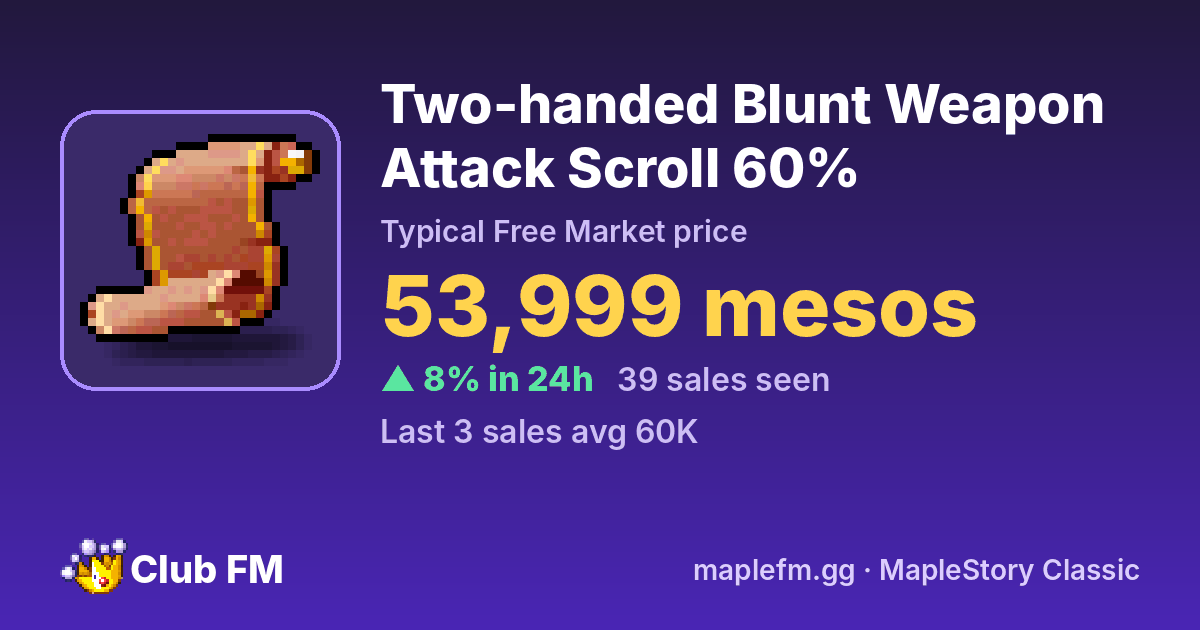 Two-handed Blunt Weapon
Attack Scroll 60%
Typical Free Market price
53,999 mesos
▲ 8% in 24h 39 sales seen
Last 3 sales avg 60K
Club FM
maplefm.gg · MapleStory Classic